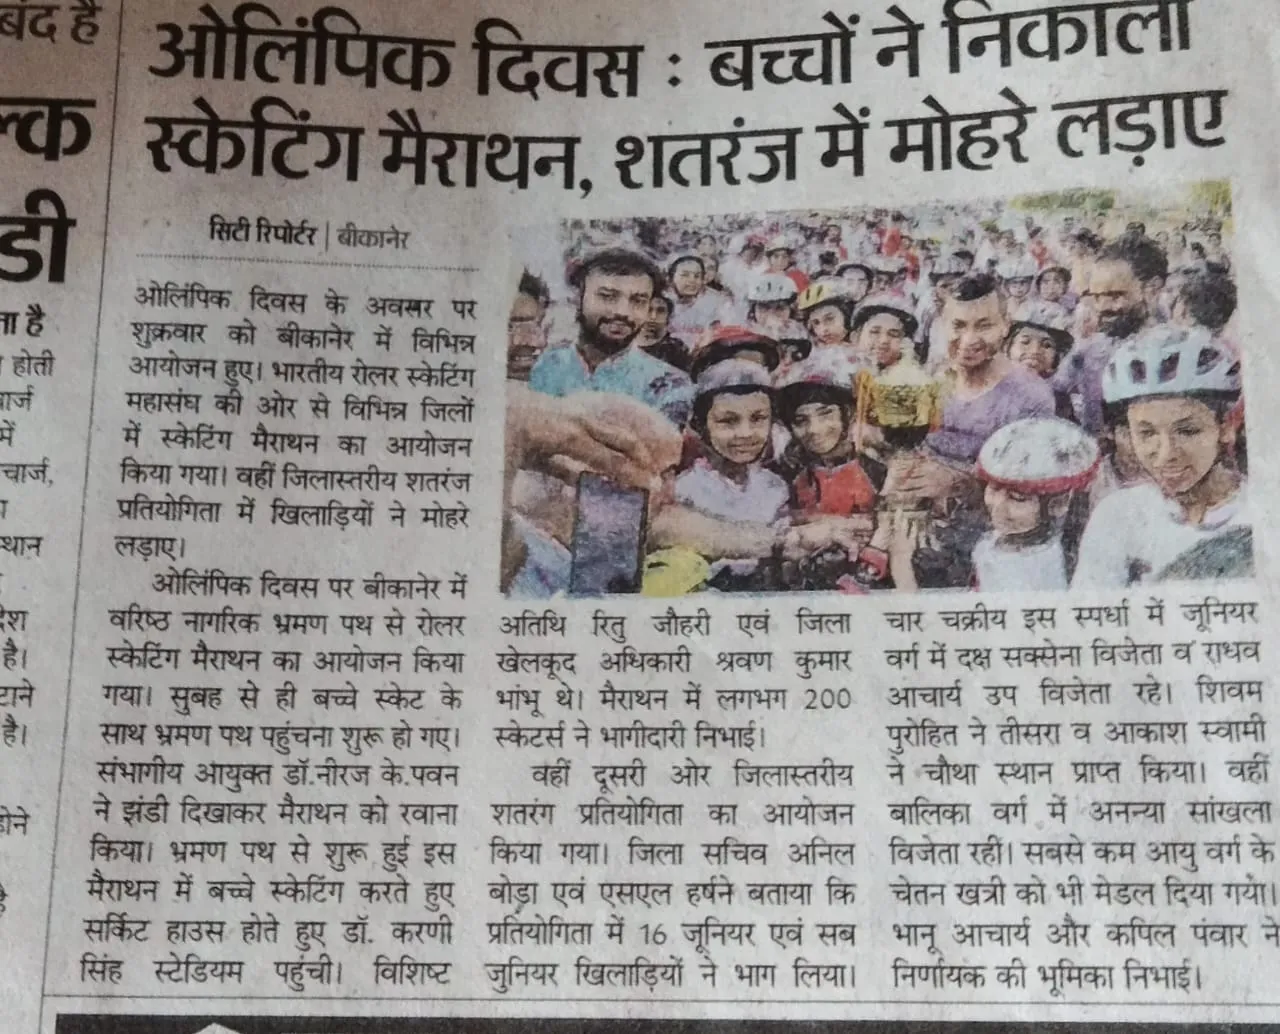 बंद है
ल्क
डी
ता है
होती
में
चार्ज,
थान
है।
टाने
है।
होने
ओलिंपिक दिवस : बच्चों ने निकाली
स्केटिंग मैराथन, शतरंज में मोहरे लड़ाए
सिटी रिपोर्टर | बीकानेर
ओलिंपिक दिवस के अवसर पर
शुक्रवार को बीकानेर में विभिन्न
आयोजन हुए। भारतीय रोलर स्केटिंग
महासंघ की ओर से विभिन्न जिलों
में स्केटिंग मैराथन का आयोजन
किया गया। वहीं जिलास्तरीय शतरंज
प्रतियोगिता में खिलाड़ियों ने मोहरे
लड़ाए।
ओलिंपिक दिवस पर बीकानेर में
वरिष्ठ नागरिक भ्रमण पथ से रोलर
स्केटिंग मैराथन का आयोजन किया
गया। सुबह से ही बच्चे स्केट के
साथ भ्रमण पथ पहुंचना शुरू हो गए।
संभागीय आयुक्त डॉ.नीरज के.पवन
ने झंडी दिखाकर मैराथन को रवाना
किया। भ्रमण पथ से शुरू हुई इस
मैराथन में बच्चे स्केटिंग करते हुए
सर्किट हाउस होते हुए डॉ. करणी
सिंह स्टेडियम पहुंची। विशिष्ट
अतिथि रितु जौहरी एवं जिला
खेलकूद अधिकारी श्रवण कुमार
भांभू थे। मैराथन में लगभग 200
स्केटर्स ने भागीदारी निभाई।
वहीं दूसरी ओर जिलास्तरीय
शतरंग प्रतियोगिता का आयोजन
किया गया। जिला सचिव अनिल
बोड़ा एवं एसएल हर्षने बताया कि
प्रतियोगिता में 16 जूनियर एवं सब
जुनियर खिलाड़ियों ने भाग लिया।
चार चक्रीय इस स्पर्धा में जूनियर
वर्ग में दक्ष सक्सेना विजेता व राधव
आचार्य उप विजेता रहे। शिवम
पुरोहित ने तीसरा व आकाश स्वामी
ने चौथा स्थान प्राप्त किया। वहीं
बालिका वर्ग में अनन्या सांखला
विजेता रहीं। सबसे कम आयु वर्ग के
चेतन खत्री को भी मेडल दिया गया।
भानू आचार्य और कपिल पंवार ने
निर्णायक की भूमिका निभाई।